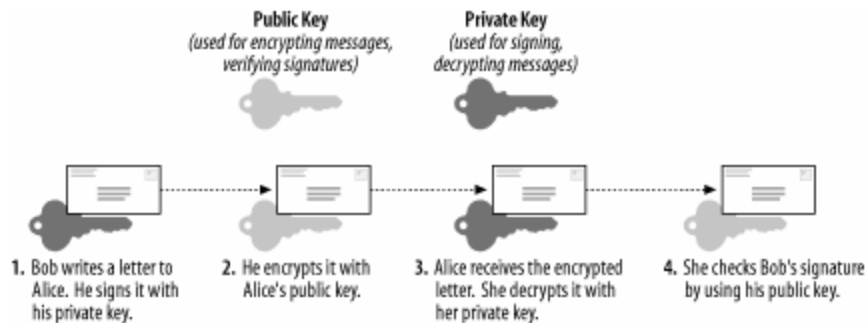 Public Key
(used for encrypting messages,
verifying signatures)
Private Key
(used for signing,
decrypting messages)
1. Bob writes a letter to
Alice. He signs it with
his private key.
2. He encrypts it with
Alice's public key.
3. Alice receives the encrypted
letter. She decrypts it with
her private key.
4. She checks Bob's signature
by using his public key.